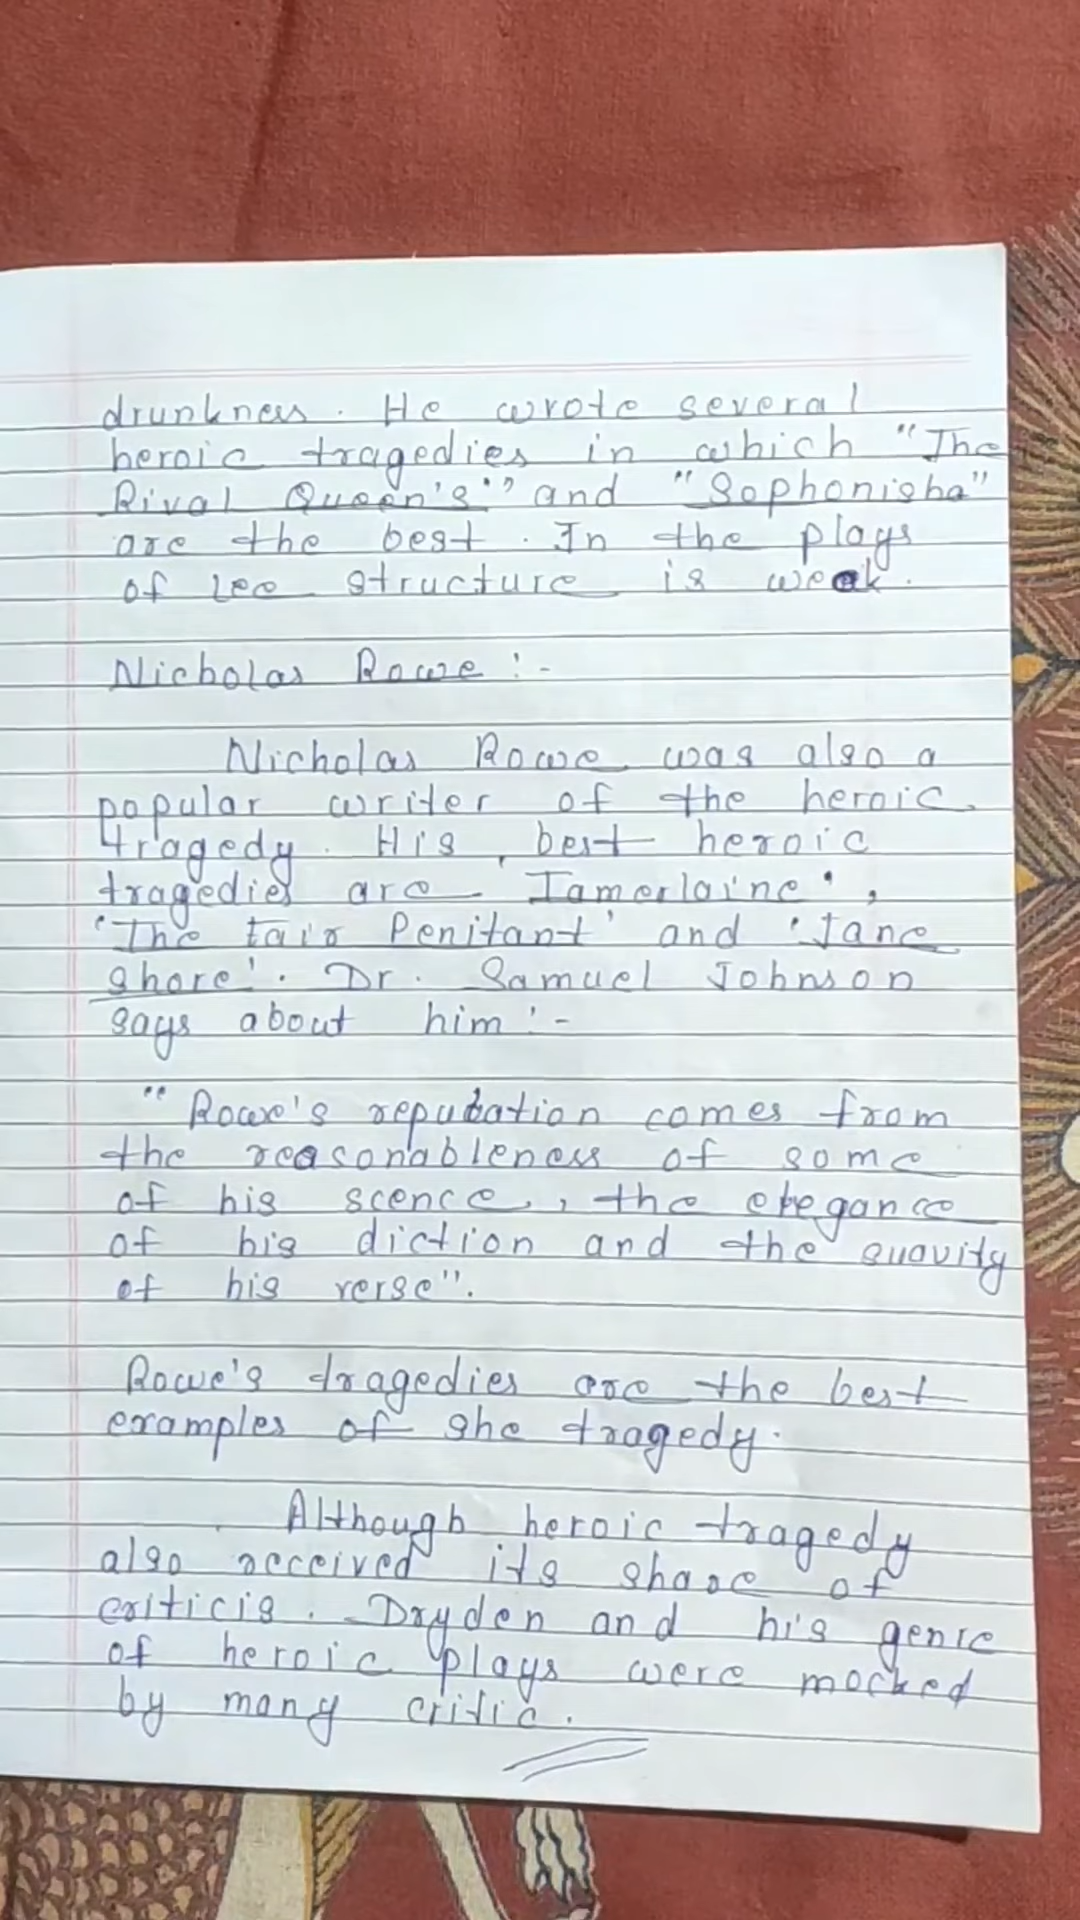 drunkness. He wrote several
heroic tragedies in which "The
Rival Queen's" and "Sophonisba"
are the best. In the plays
of Lee structure is weak.
Nicholas Rowe :-
Nicholas Rowe was also a
popular writer of the heroic
tragedy. His best heroic
tragedies are 'Tamerlaine',
'The fair Penitant' and 'Jane
Shore'. Dr. Samuel Johnson
says about him :-
"Rowe's reputation comes from
the reasonableness of some
of his scence, the elegance
of his diction and the suavity
of his verse".
Rowe's tragedies are the best
examples of she tragedy.
Although heroic tragedy
also received its share of
criticis. Dryden and his genre
of heroic plays were mocked
by many critic.